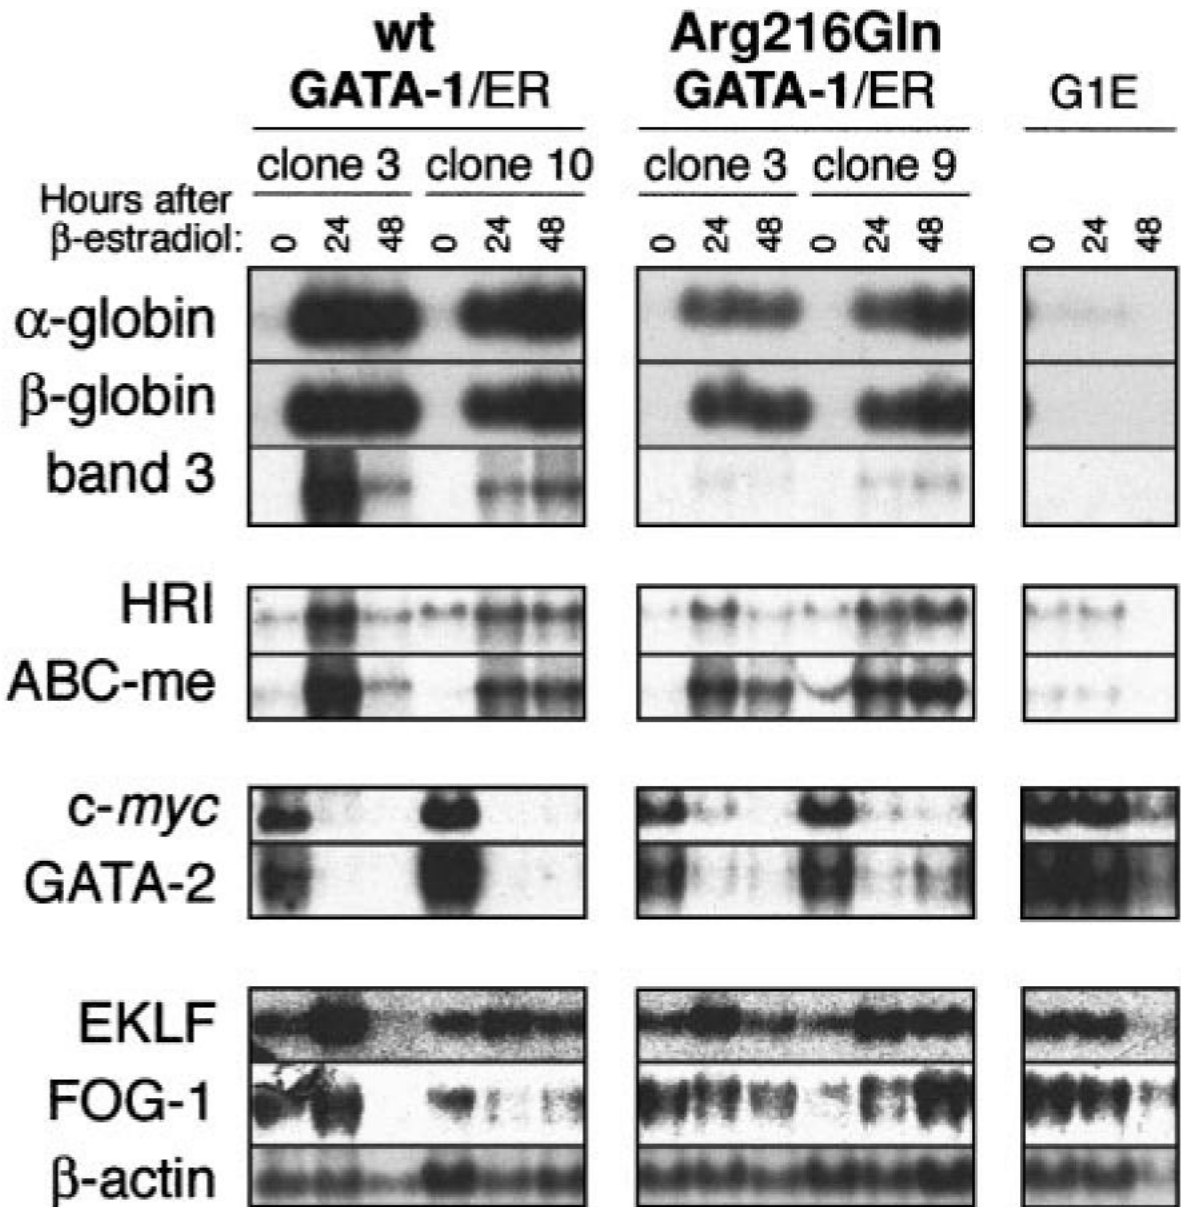 wt Arg216Gln
GATA-1/ER GATA-1/ER G1E
clone 3 clone 10 clone 3 clone 9
Hours after
β-estradiol: 0 24 48 0 24 48 0 24 48 0 24 48 0 24 48
α-globin
β-globin
band 3
HRI
ABC-me
c-myc
GATA-2
EKLF
FOG-1
β-actin